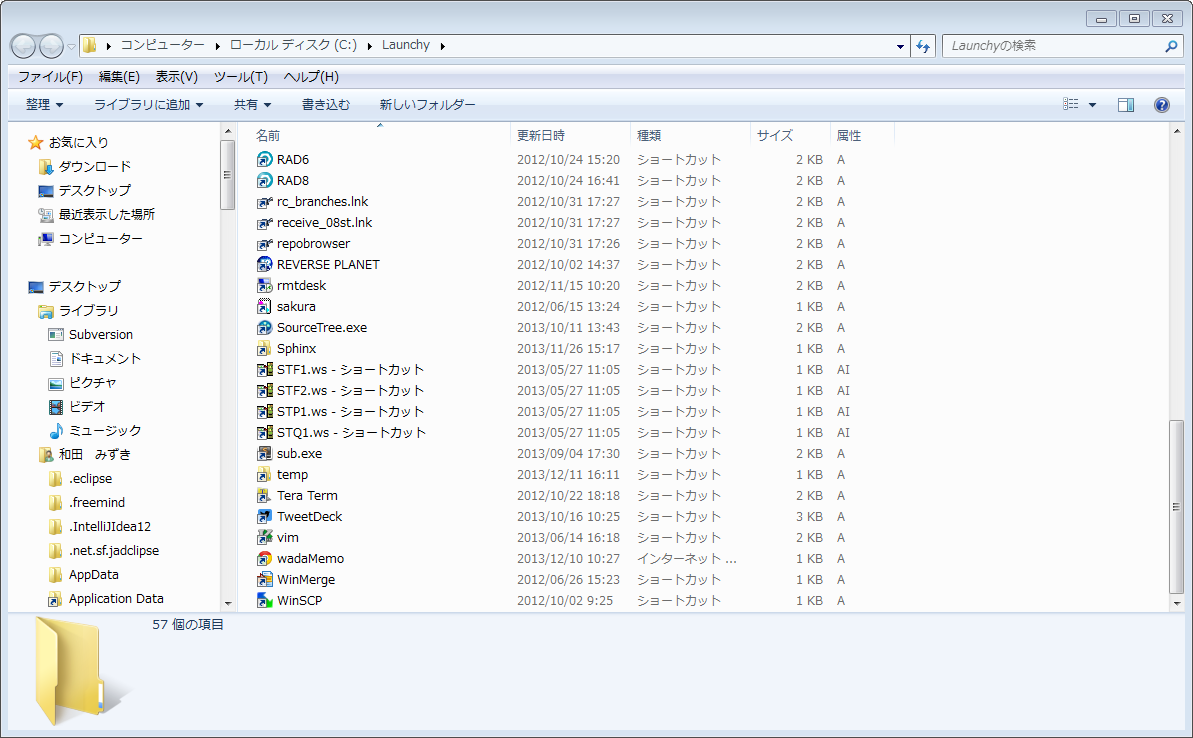 コンピューター ▸ ローカル ディスク (C:) ▸ Launchy ▸
Launchyの検索
ファイル(F) 編集(E) 表示(V) ツール(T) ヘルプ(H)
整理 ライブラリに追加 共有 書き込む 新しいフォルダー
お気に入り
ダウンロード
デスクトップ
最近表示した場所
コンピューター
デスクトップ
ライブラリ
Subversion
ドキュメント
ピクチャ
ビデオ
ミュージック
和田　みずき
.eclipse
.freemind
.IntelliJIdea12
.net.sf.jadclipse
AppData
Application Data
名前 更新日時 種類 サイズ 属性
RAD6 2012/10/24 15:20 ショートカット 2 KB A
RAD8 2012/10/24 16:41 ショートカット 2 KB A
rc_branches.lnk 2012/10/31 17:27 ショートカット 2 KB A
receive_08st.lnk 2012/10/31 17:27 ショートカット 2 KB A
repobrowser 2012/10/31 17:26 ショートカット 2 KB A
REVERSE PLANET 2012/10/02 14:37 ショートカット 2 KB A
rmtdesk 2012/11/15 10:20 ショートカット 2 KB A
sakura 2012/06/15 13:24 ショートカット 1 KB A
SourceTree.exe 2013/10/11 13:43 ショートカット 2 KB A
Sphinx 2013/11/26 15:17 ショートカット 1 KB A
STF1.ws - ショートカット 2013/05/27 11:05 ショートカット 1 KB AI
STF2.ws - ショートカット 2013/05/27 11:05 ショートカット 1 KB AI
STP1.ws - ショートカット 2013/05/27 11:05 ショートカット 1 KB AI
STQ1.ws - ショートカット 2013/05/27 11:05 ショートカット 1 KB AI
sub.exe 2013/09/04 17:30 ショートカット 2 KB A
temp 2013/12/11 16:11 ショートカット 1 KB A
Tera Term 2012/10/22 18:18 ショートカット 2 KB A
TweetDeck 2013/10/16 10:25 ショートカット 3 KB A
vim 2013/06/14 16:18 ショートカット 2 KB A
wadaMemo 2013/12/10 10:27 インターネット ... 1 KB A
WinMerge 2012/06/26 15:23 ショートカット 1 KB A
WinSCP 2012/10/02 9:25 ショートカット 1 KB A
57 個の項目